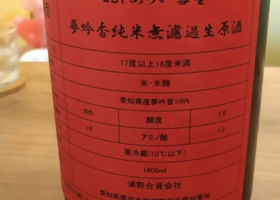 夢吟香純米無濾過生原酒
17度以上18度未満
米・米麹
愛知県産夢吟香100%
60% 酸度 1.6
+5 アミノ酸 1.3
要冷蔵(10℃以下)
1800ml
浦野合資会社